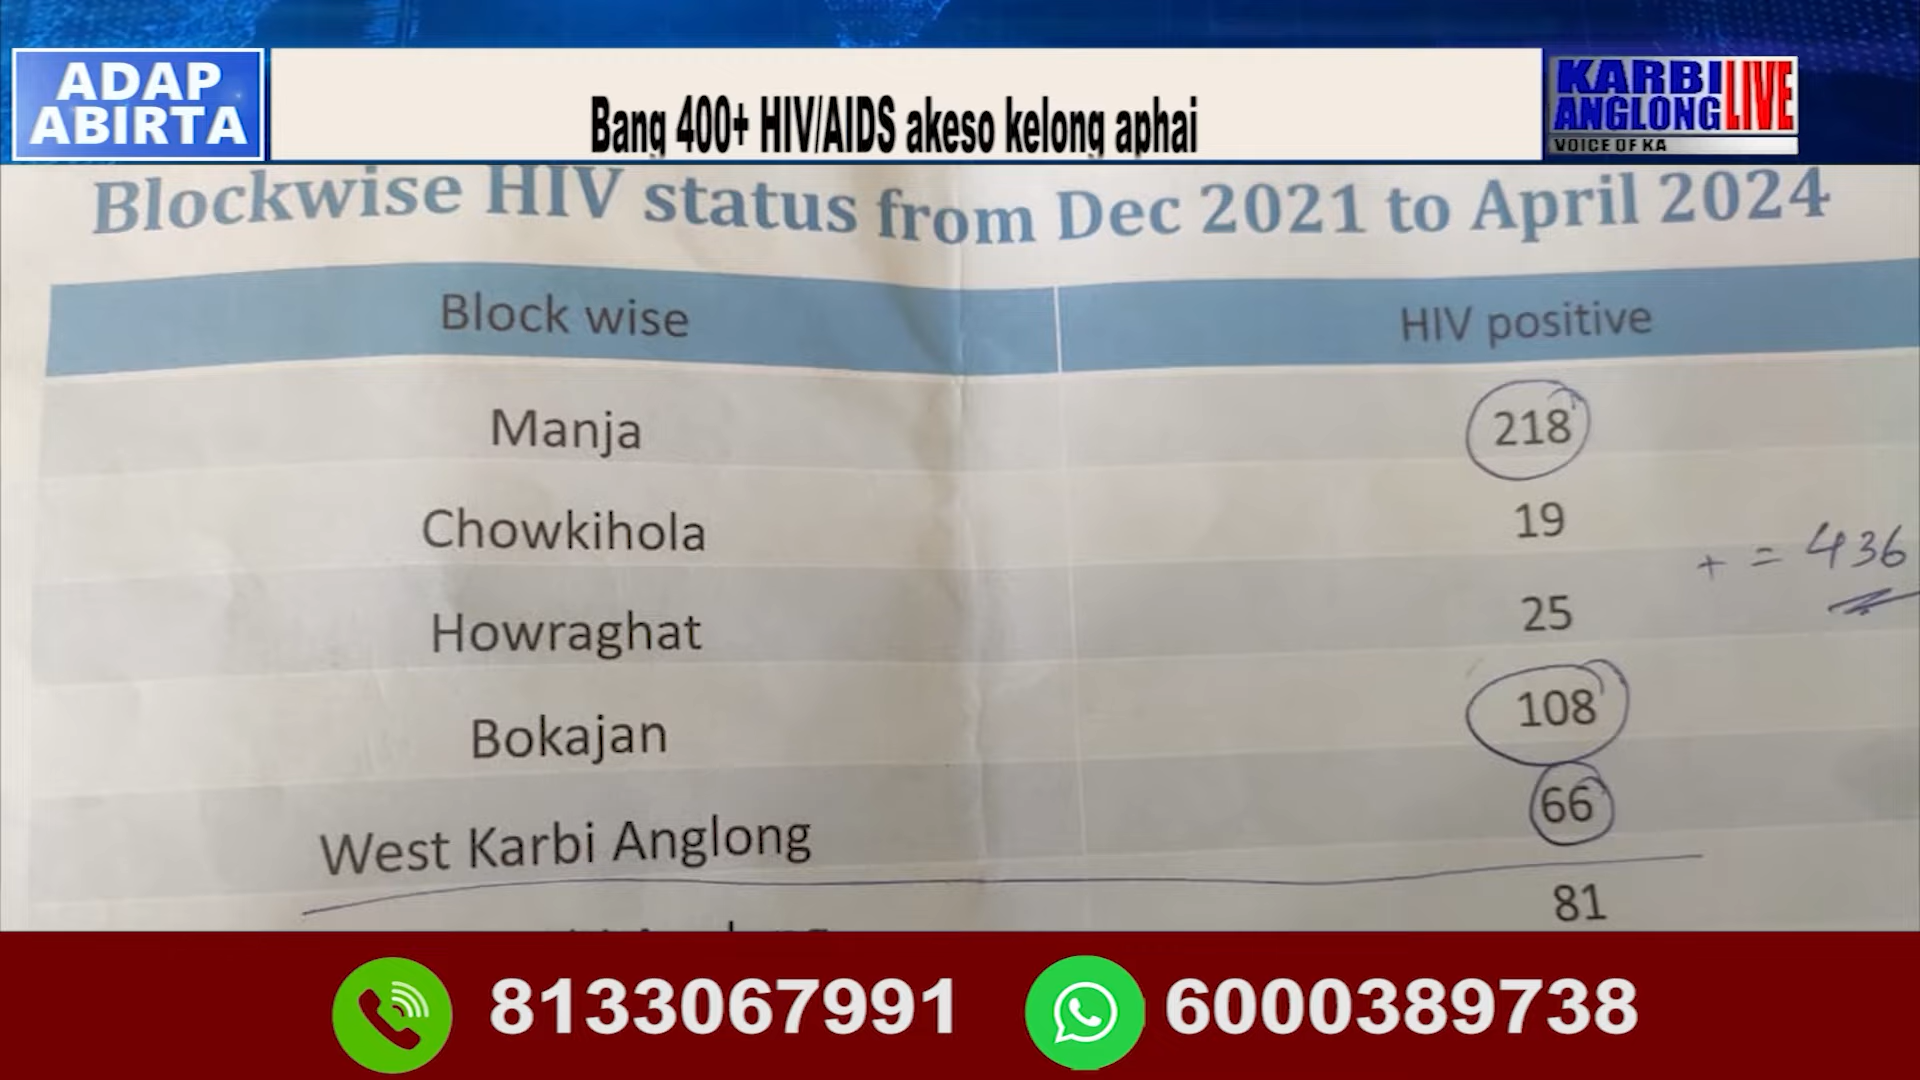 ADAP
ABIRTA
Bang 400+ HIV/AIDS akeso kelong aphai
KARBI
ANGLONG
LIVE
VOICE OF KA
Blockwise HIV status from Dec 2021 to April 2024
Block wise HIV positive
Manja 218
Chowkihola 19
+ = 436
Howraghat 25
Bokajan 108
West Karbi Anglong 66
81
8133067991 6000389738